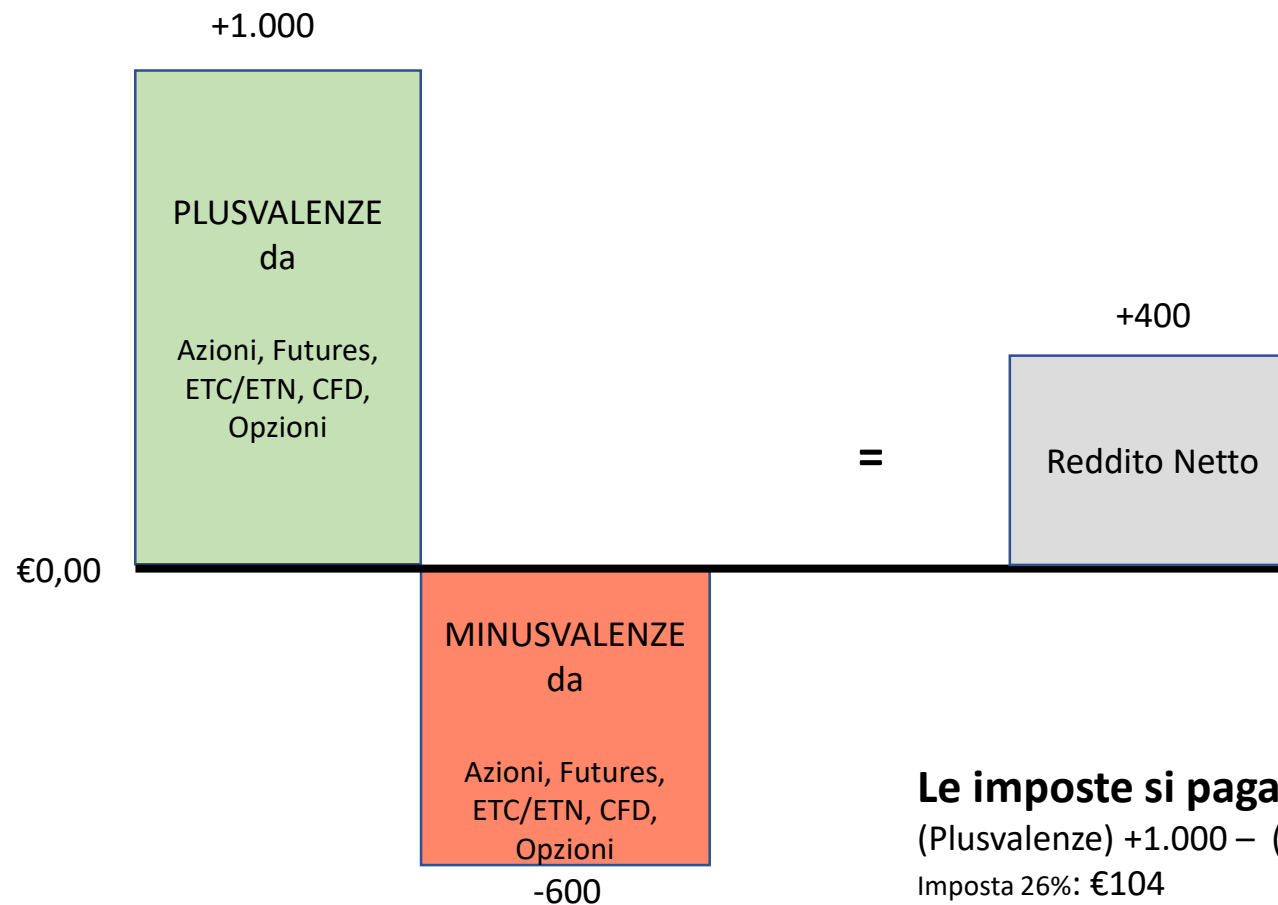 +1.000
PLUSVALENZE
da
Azioni, Futures,
ETC/ETN, CFD,
Opzioni
+400
=
Reddito Netto
€0,00
MINUSVALENZE
da
Azioni, Futures,
ETC/ETN, CFD,
Opzioni
-600
Le imposte si paga
(Plusvalenze) +1.000 – (
Imposta 26%: €104